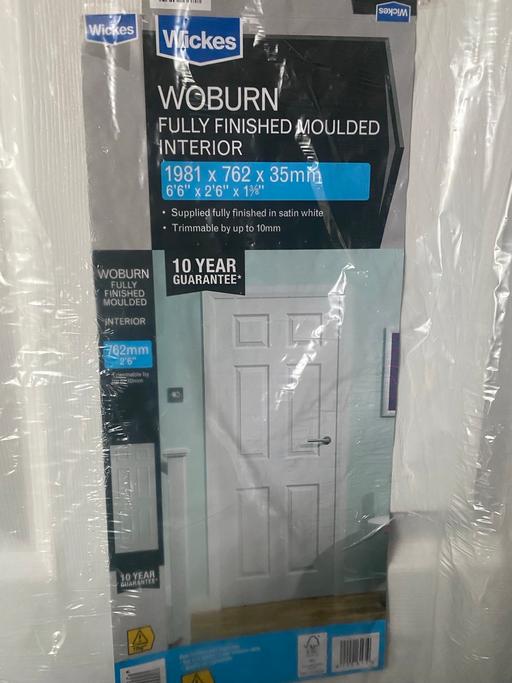 Wickes
Wickes
Wickes
WOBURN
FULLY FINISHED MOULDED
INTERIOR
1981 x 762 x 35mm
6'6" x 2'6" x 1⅜"
• Supplied fully finished in satin white
• Trimmable by up to 10mm
10 YEAR
GUARANTEE*
WOBURN
FULLY
FINISHED
MOULDED
INTERIOR
762mm
2'6"
10 YEAR
GUARANTEE*
FSC